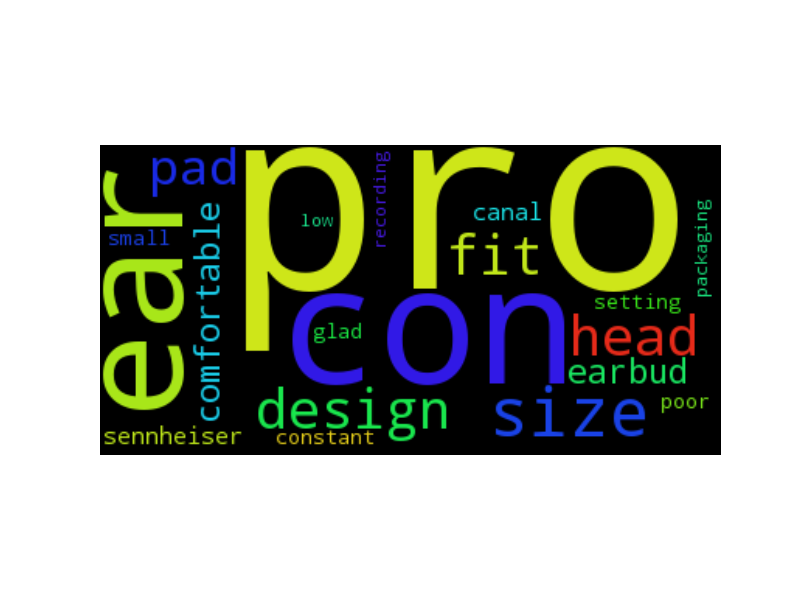 pad
pro
recording
low
canal
packaging
ear
small
comfortable
fit
con
setting
glad
head
earbud
design
size
poor
sennheiser
constant